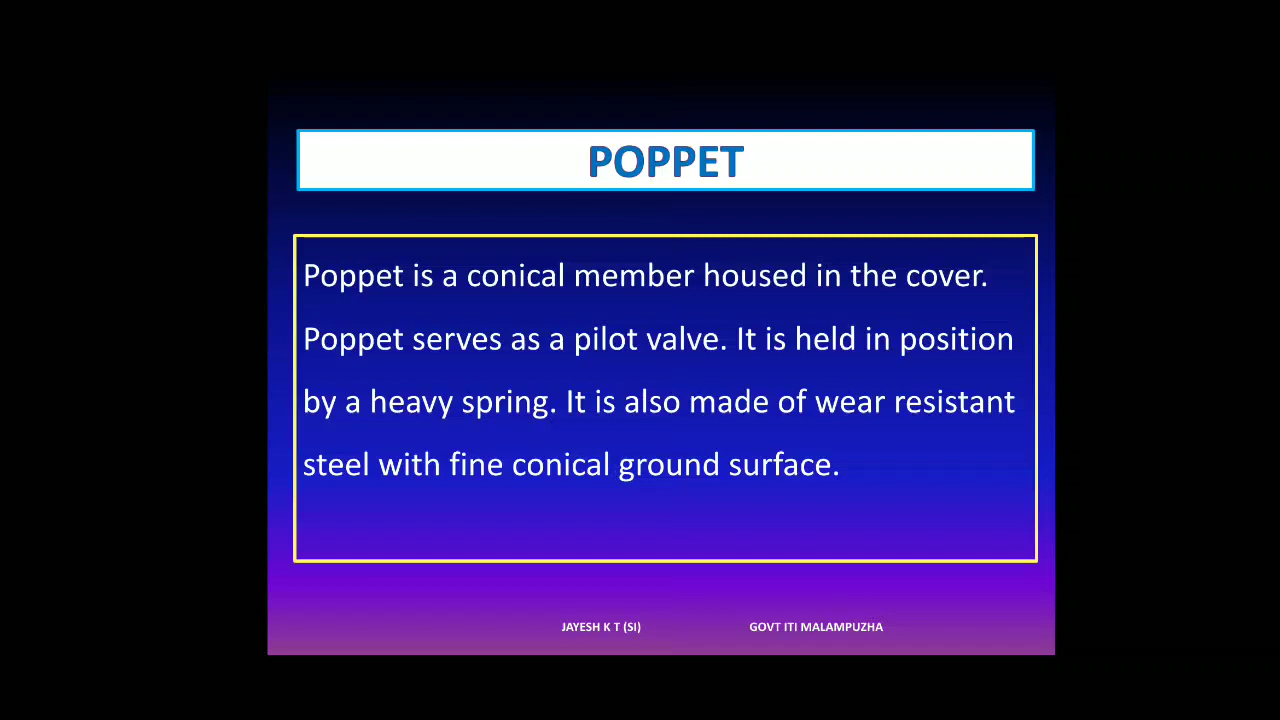 POPPET
Poppet is a conical member housed in the cover.
Poppet serves as a pilot valve. It is held in position
by a heavy spring. It is also made of wear resistant
steel with fine conical ground surface.
JAYESH K T (SI) GOVT ITI MALAMPUZHA